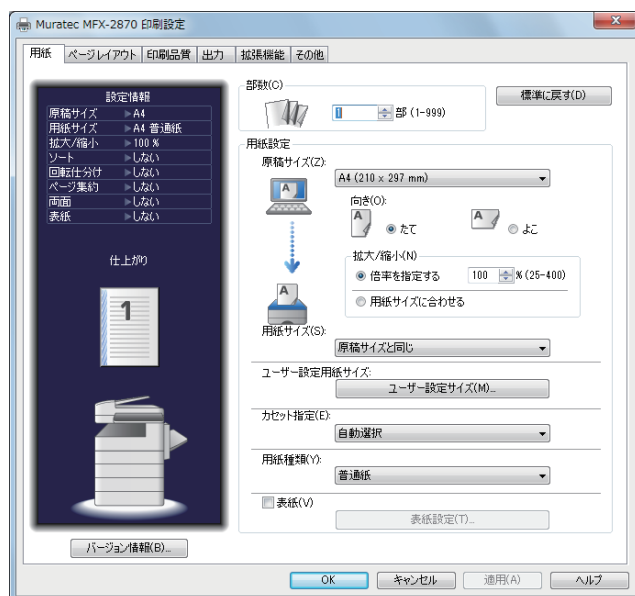 Muratec MFX-2870 印刷設定
用紙 ページレイアウト 印刷品質 出力 拡張機能 その他
設定情報
原稿サイズ ▶A4
用紙サイズ ▶A4 普通紙
拡大/縮小 ▶100 %
ソート ▶しない
回転仕分け ▶しない
ページ集約 ▶しない
両面 ▶しない
表紙 ▶しない
仕上がり
1
バージョン情報(B)...
部数(C)
1 部 (1-999)
標準に戻す(D)
用紙設定
原稿サイズ(Z):
A4 (210 x 297 mm)
向き(O):
A たて A よこ
拡大/縮小(N)
倍率を指定する 100 % (25-400)
用紙サイズに合わせる
A
A
用紙サイズ(S):
原稿サイズと同じ
ユーザー設定用紙サイズ:
ユーザー設定サイズ(M)...
カセット指定(E):
自動選択
用紙種類(Y):
普通紙
表紙(V)
表紙設定(T)...
OK キャンセル 適用(A) ヘルプ